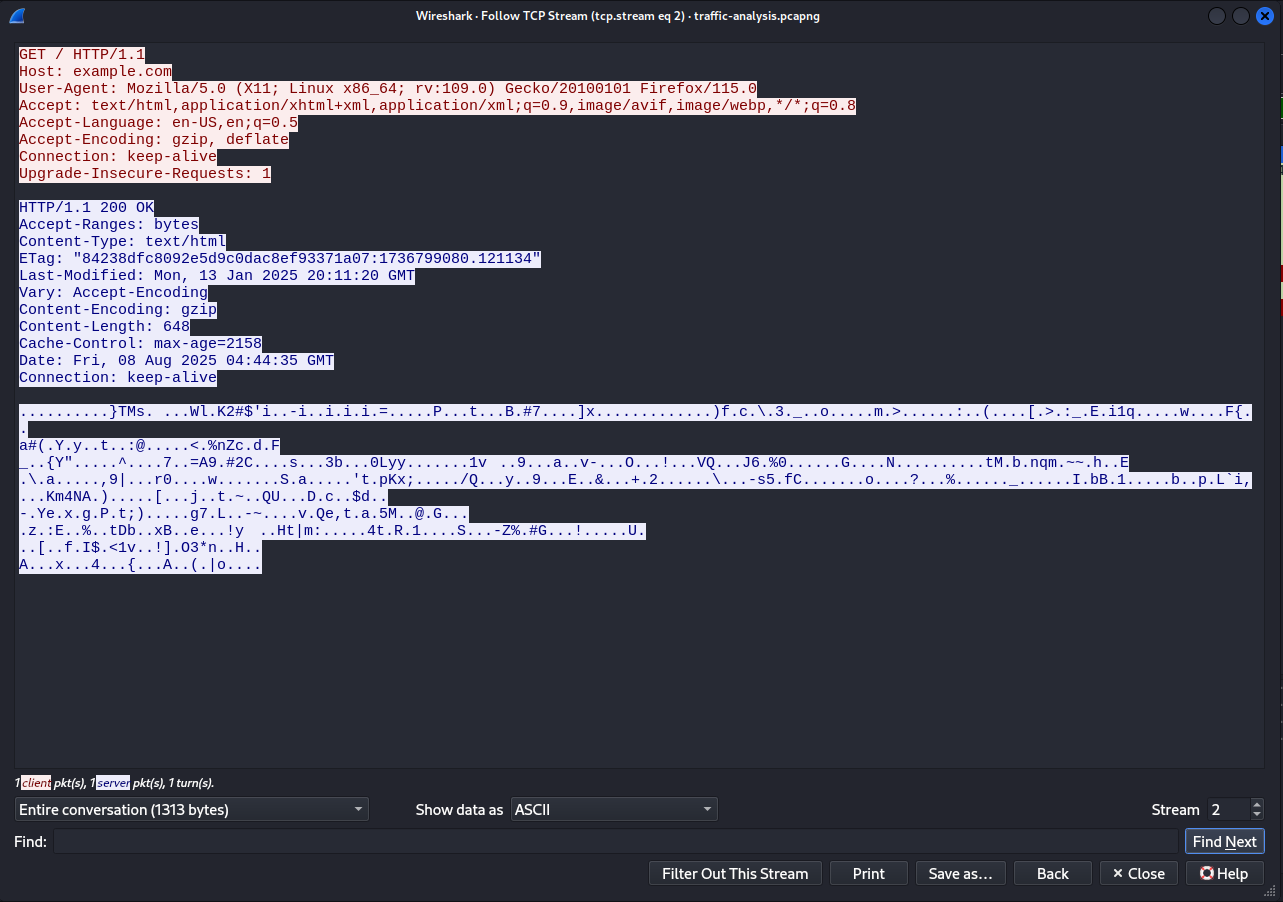 Wireshark · Follow TCP Stream (tcp.stream eq 2) · traffic-analysis.pcapng
GET / HTTP/1.1
Host: example.com
User-Agent: Mozilla/5.0 (X11; Linux x86_64; rv:109.0) Gecko/20100101 Firefox/115.0
Accept: text/html,application/xhtml+xml,application/xml;q=0.9,image/avif,image/webp,*/*;q=0.8
Accept-Language: en-US,en;q=0.5
Accept-Encoding: gzip, deflate
Connection: keep-alive
Upgrade-Insecure-Requests: 1
HTTP/1.1 200 OK
Accept-Ranges: bytes
Content-Type: text/html
ETag: "84238dfc8092e5d9c0dac8ef93371a07:1736799080.121134"
Last-Modified: Mon, 13 Jan 2025 20:11:20 GMT
Vary: Accept-Encoding
Content-Encoding: gzip
Content-Length: 648
Cache-Control: max-age=2158
Date: Fri, 08 Aug 2025 04:44:35 GMT
Connection: keep-alive
..........}TMs. ...Wl.K2#$'i..-i..i.i.i.=.....P...t...B.#7....]x.............)f.c.\.3._..o.....m.>......:..(....[.>.:_.E.i1q.....w....F{.
.
a#(.Y.y..t..:@.....<.%nZc.d.F
_..{Y".....^....7..=A9.#2C....s...3b...0Lyy.......1v  ..9...a..v-...O...!...VQ...J6.%0......G....N..........tM.b.nqm.~~.h..E
.\.a.....,9|...r0....w.......S.a.....'t.pKx;...../Q...y..9...E..&...+.2......\...-s5.fC.......o....?...%......_......I.bB.1.....b..p.L`i,
...Km4NA.).....[...j..t.~..QU...D.c..$d..
-.Ye.x.g.P.t;).....g7.L..-~....v.Qe,t.a.5M..@.G...
.z.:E..%..tDb..xB..e...!y  ..Ht|m:.....4t.R.1....S...-Z%.#G...!.....U.
..[..f.I$.<1v..!].O3*n..H..
A...x...4...{...A..(.|o....
1 client pkt(s), 1 server pkt(s), 1 turn(s).
Entire conversation (1313 bytes) Show data as ASCII Stream 2
Find: Find Next
Filter Out This Stream Print Save as… Back × Close Help